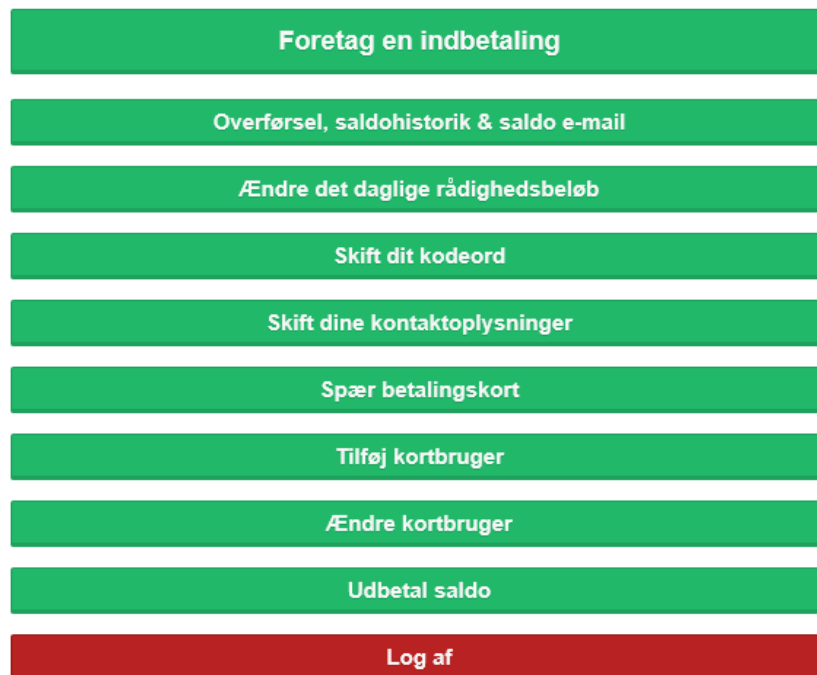 Foretag en indbetaling
Overførsel, saldohistorik & saldo e-mail
Ændre det daglige rådighedsbeløb
Skift dit kodeord
Skift dine kontaktoplysninger
Spær betalingskort
Tilføj kortbruger
Ændre kortbruger
Udbetal saldo
Log af